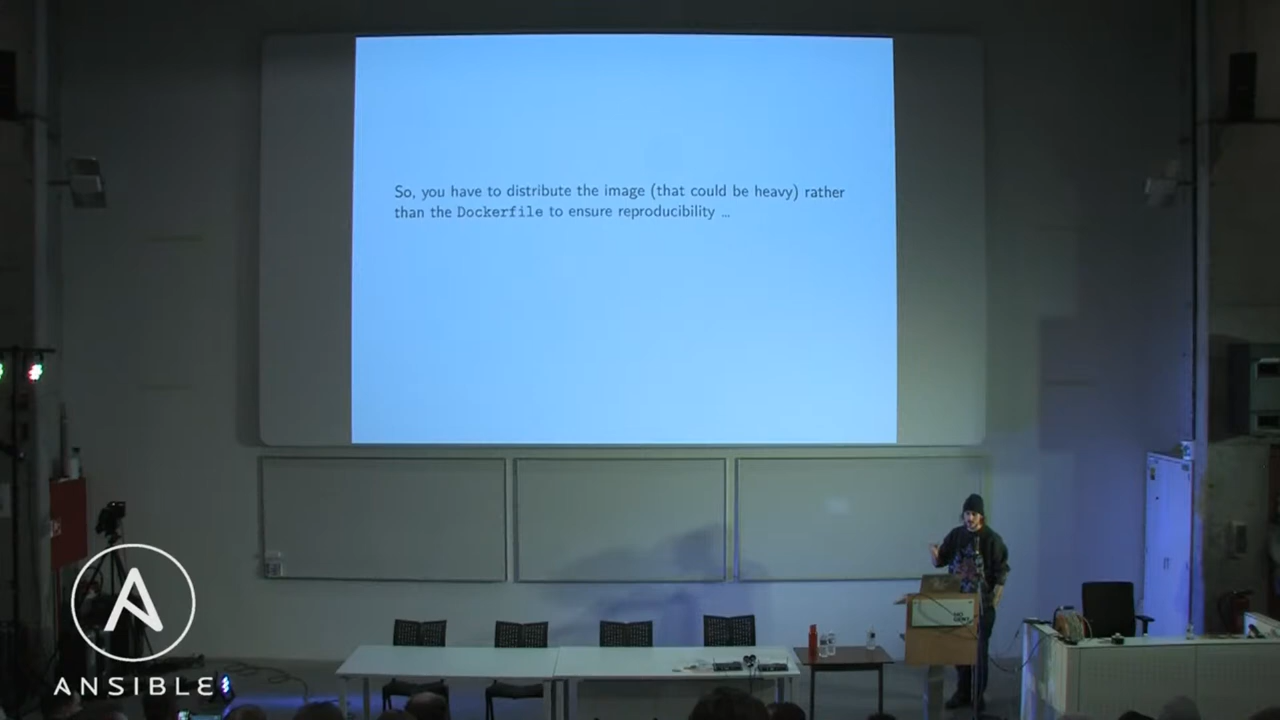 So, you have to distribute the image (that could be heavy) rather
than the Dockerfile to ensure reproducibility ...
ANSIBLE